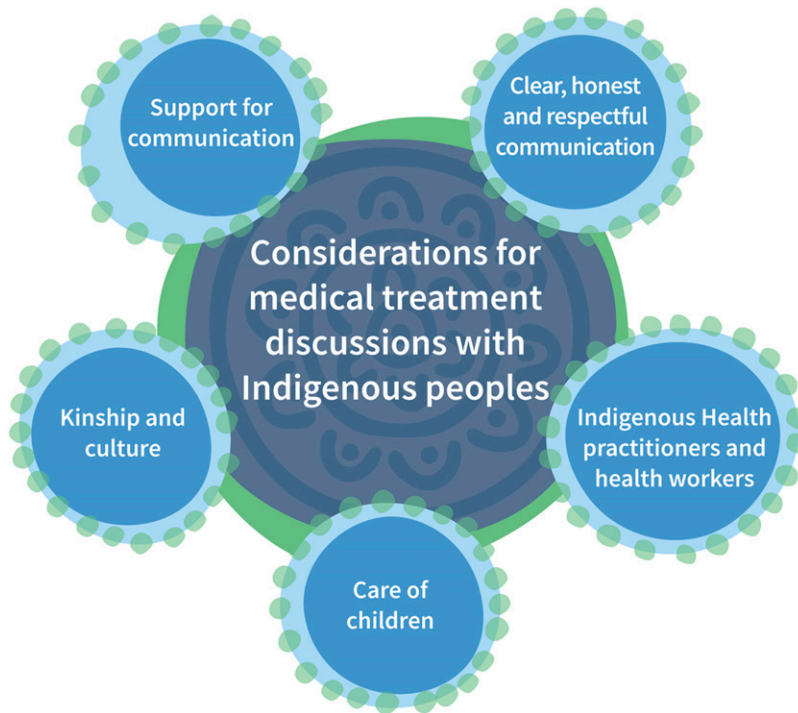 Support for
communication
Clear, honest
and respectful
communication
Considerations for
medical treatment
discussions with
Indigenous peoples
Kinship and
culture
Indigenous Health
practitioners and
health workers
Care of
children